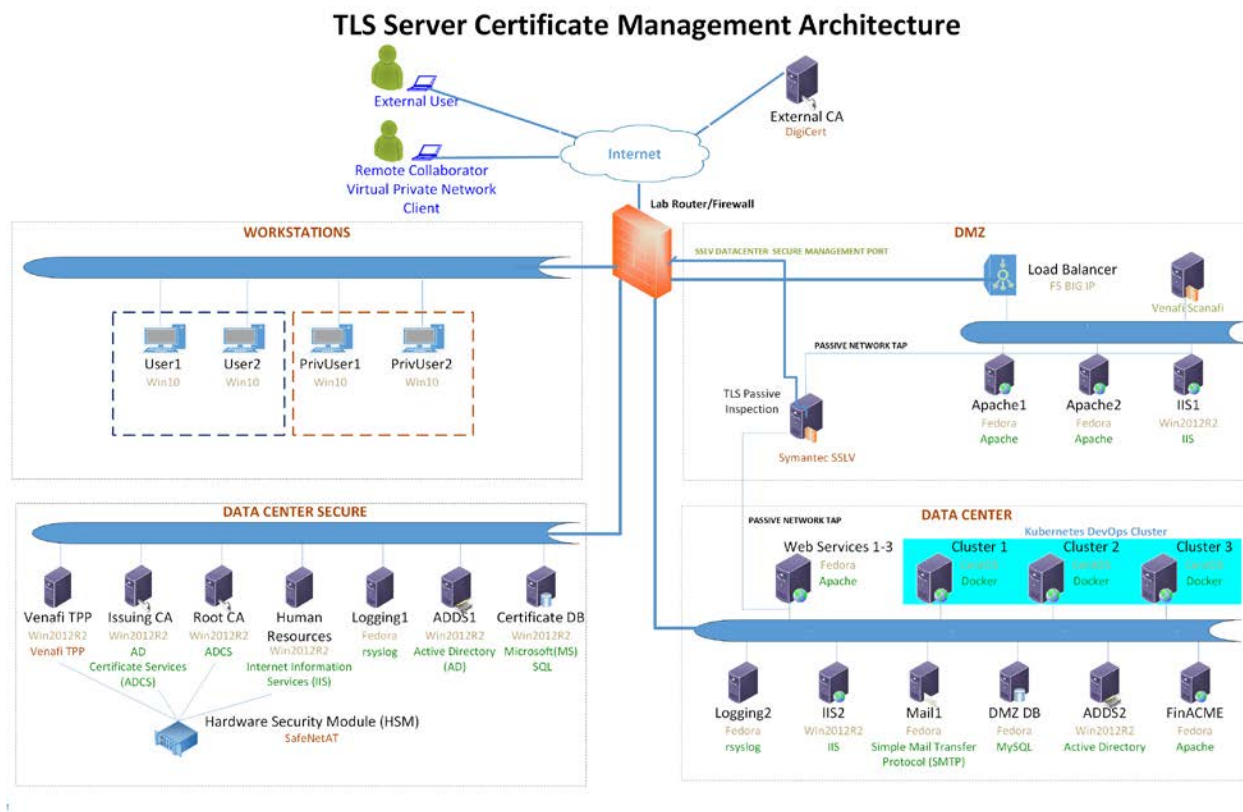 TLS Server Certificate Management Architecture
External User
External CA
DigiCert
Internet
Remote Collaborator
Virtual Private Network
Client
Lab Router/Firewall
WORKSTATIONS
User1
Win10
User2
Win10
PrivUser1
Win10
PrivUser2
Win10
DMZ
SSLV DATACENTER SECURE MANAGEMENT PORT
Load Balancer
F5 BIG IP
Venafi Scanafi
PASSIVE NETWORK TAP
TLS Passive
Inspection
Symantec SSLV
Apache1
Fedora
Apache
Apache2
Fedora
Apache
IIS1
Win2012R2
IIS
DATA CENTER SECURE
Venafi TPP
Win2012R2
Venafi TPP
Issuing CA
Win2012R2
AD
Certificate Services
(ADCS)
Root CA
Win2012R2
ADCS
Human
Resources
Win2012R2
Internet Information
Services (IIS)
Logging1
Fedora
rsyslog
ADDS1
Win2012R2
Active Directory
(AD)
Certificate DB
Win2012R2
Microsoft(MS)
SQL
Hardware Security Module (HSM)
SafeNetAT
DATA CENTER
PASSIVE NETWORK TAP
Kubernetes DevOps Cluster
Web Services 1-3
Fedora
Apache
Cluster 1
Docker
Cluster 2
Docker
Cluster 3
Docker
Logging2
Fedora
rsyslog
IIS2
Win2012R2
IIS
Mail1
Fedora
Simple Mail Transfer
Protocol (SMTP)
DMZ DB
Fedora
MySQL
ADDS2
Win2012R2
Active Directory
FinACME
Fedora
Apache